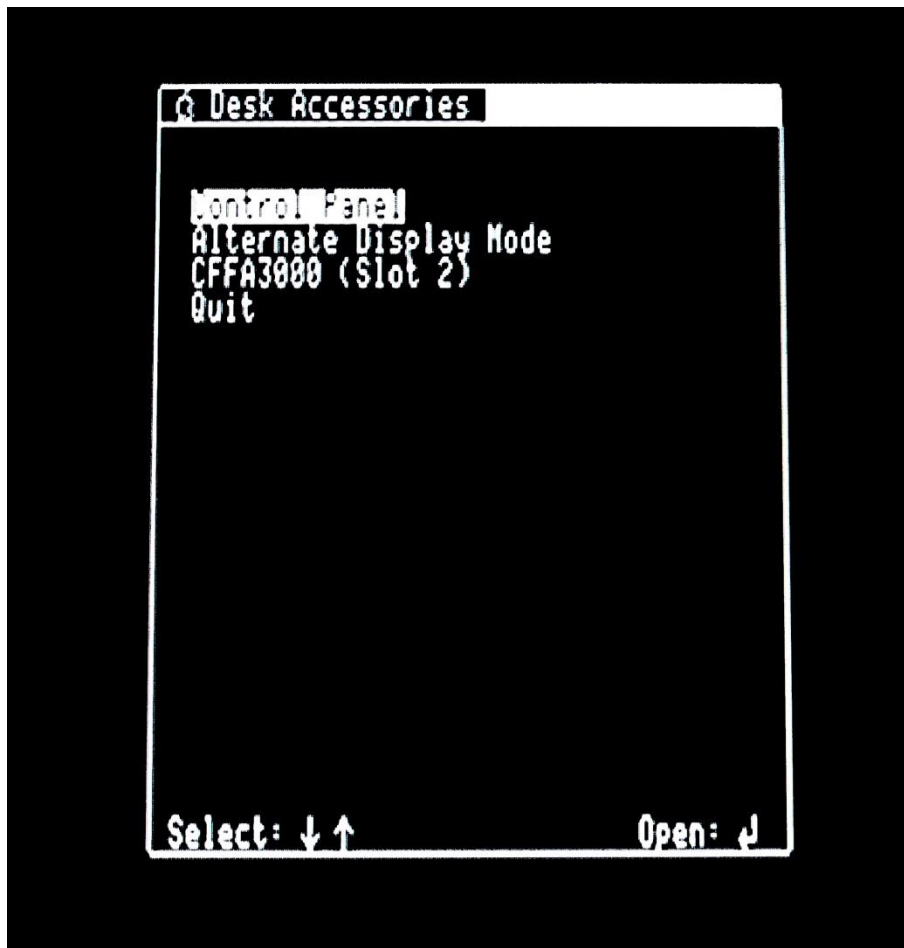 Desk Accessories
Control Panel
Alternate Display Mode
CFFA3000 (Slot 2)
Quit
Select: ↓ ↑ Open: ↵